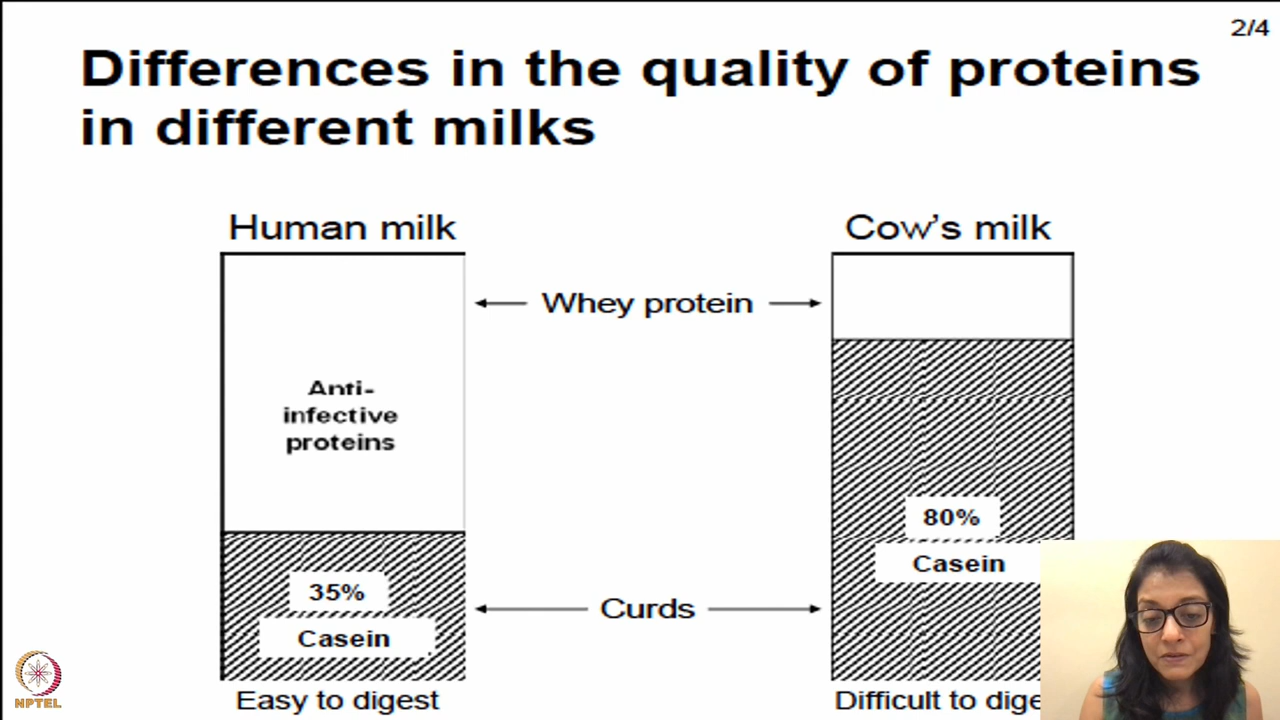 2/4
Differences in the quality of proteins
in different milks
Human milk
Cow's milk
Whey protein
Anti-
infective
proteins
80%
Casein
35%
Casein
Curds
Easy to digest
Difficult to dige
NPTEL